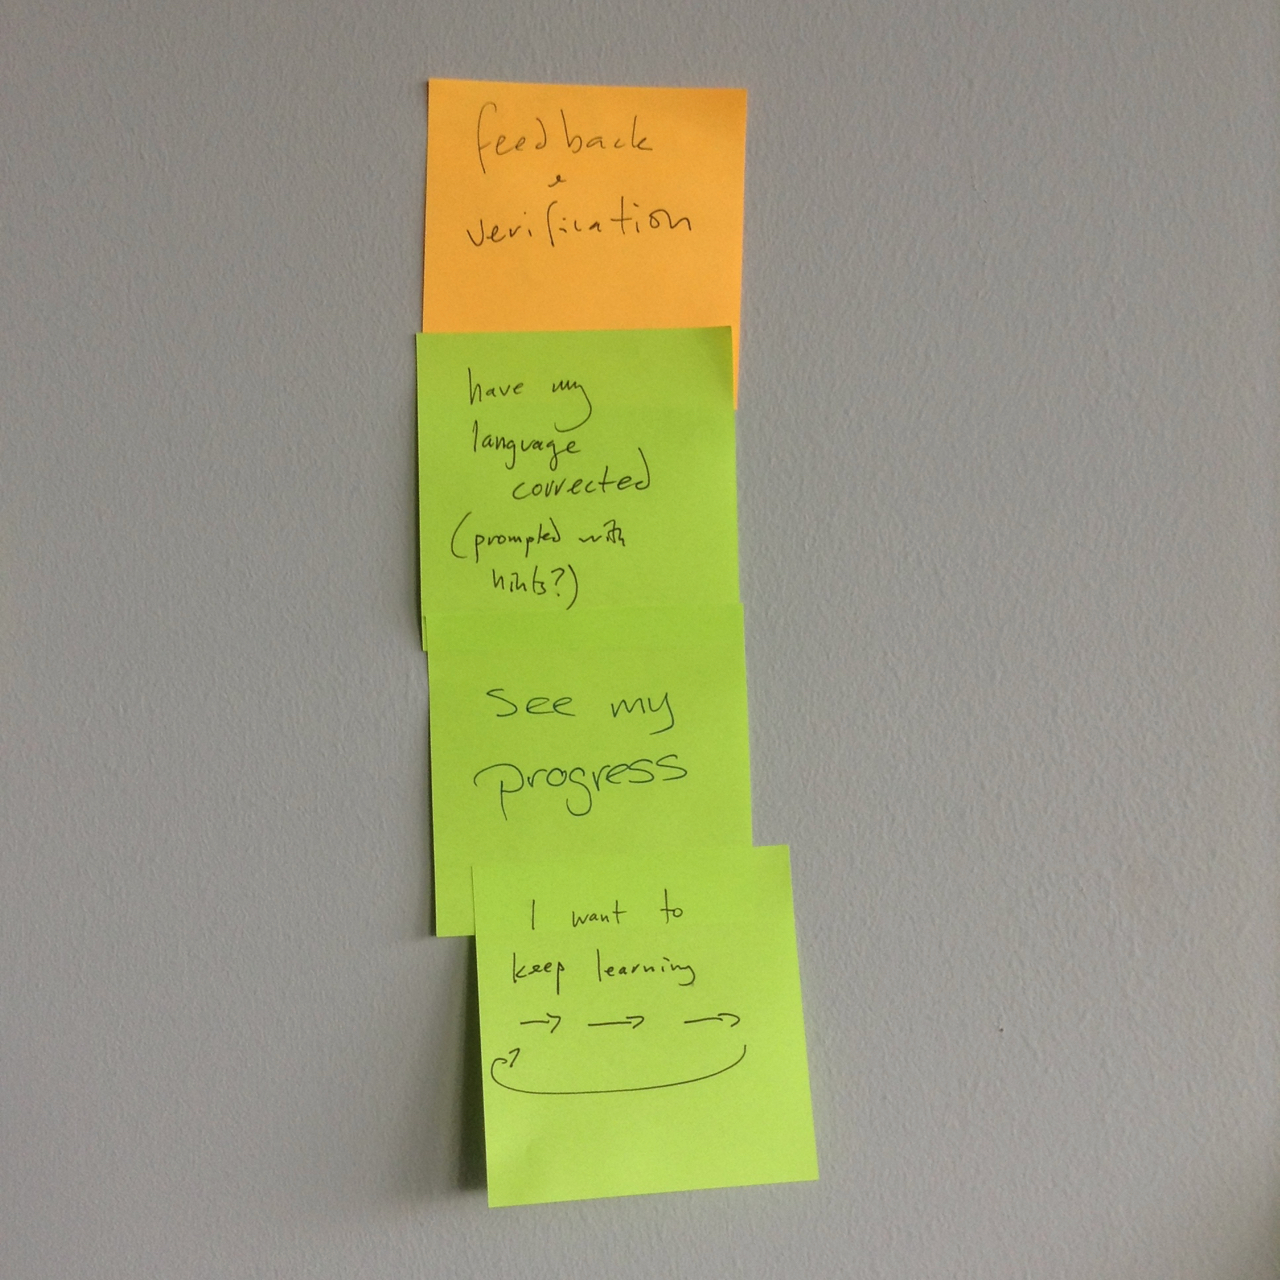 feedback
&
verification
have my
language
corrected
(prompted with
hints?)
see my
progress
I want to
keep learning
→ → →